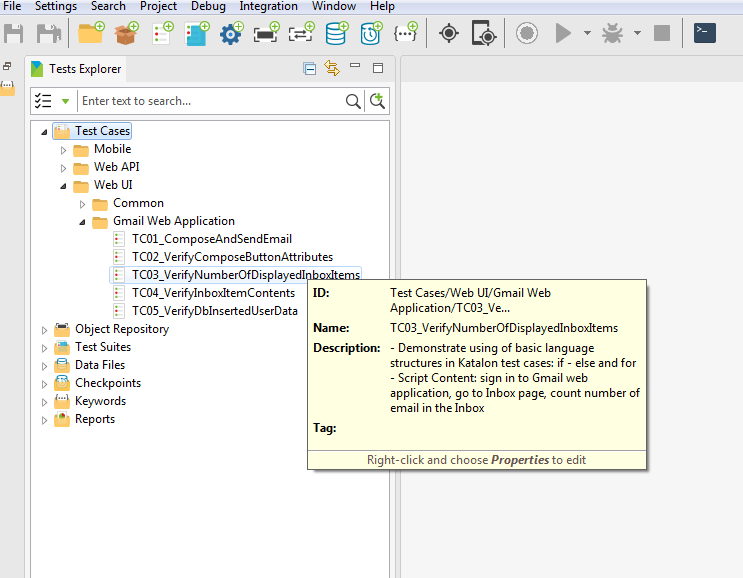 File Settings Search Project Debug Integration Window Help
Tests Explorer
Enter text to search...
Test Cases
Mobile
Web API
Web UI
Common
Gmail Web Application
TC01_ComposeAndSendEmail
TC02_VerifyComposeButtonAttributes
TC03_VerifyNumberOfDisplayedInboxItems
TC04_VerifyInboxItemContents
TC05_VerifyDbInsertedUserData
Object Repository
Test Suites
Data Files
Checkpoints
Keywords
Reports
ID: Test Cases/Web UI/Gmail Web
Application/TC03_Ve...
Name: TC03_VerifyNumberOfDisplayedInboxItems
Description: - Demonstrate using of basic language
structures in Katalon test cases: if - else and for
- Script Content: sign in to Gmail web
application, go to Inbox page, count number of
email in the Inbox
Tag:
Right-click and choose Properties to edit